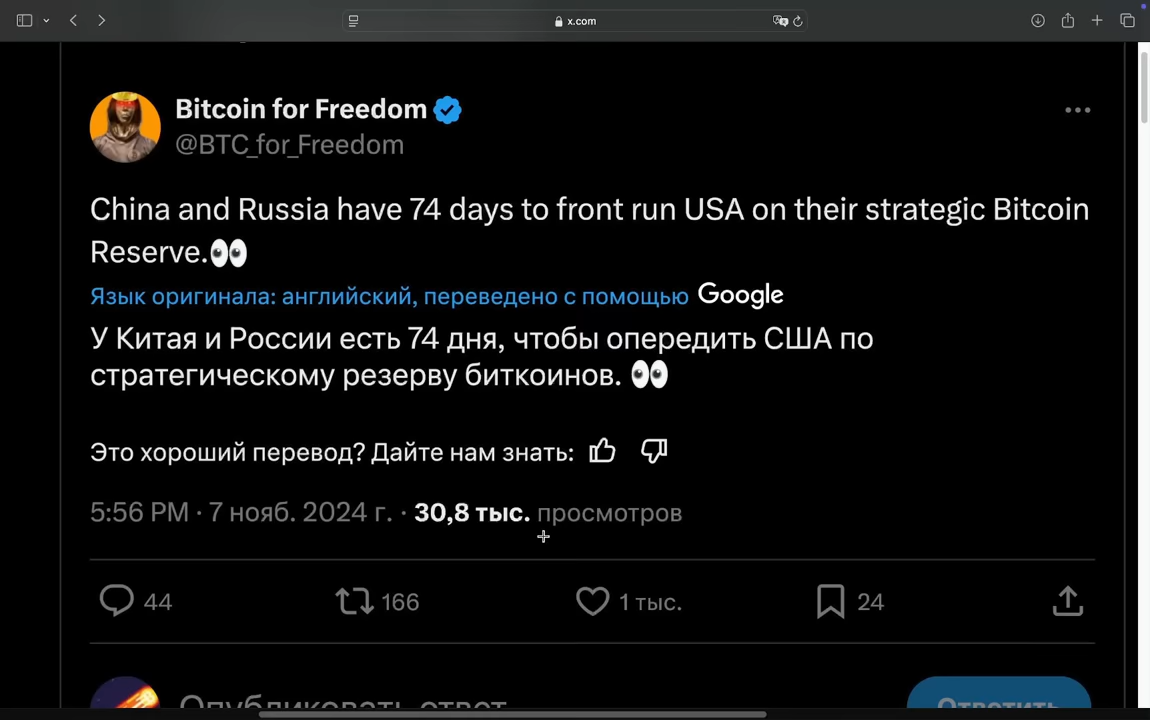 x.com
Bitcoin for Freedom
@BTC_for_Freedom
China and Russia have 74 days to front run USA on their strategic Bitcoin
Reserve.👀
Язык оригинала: английский, переведено с помощью Google
У Китая и России есть 74 дня, чтобы опередить США по
стратегическому резерву биткоинов. 👀
Это хороший перевод? Дайте нам знать:
5:56 PM · 7 нояб. 2024 г. · 30,8 тыс. просмотров
44 166 1 тыс. 24
Опубликовать ответ
Ответить